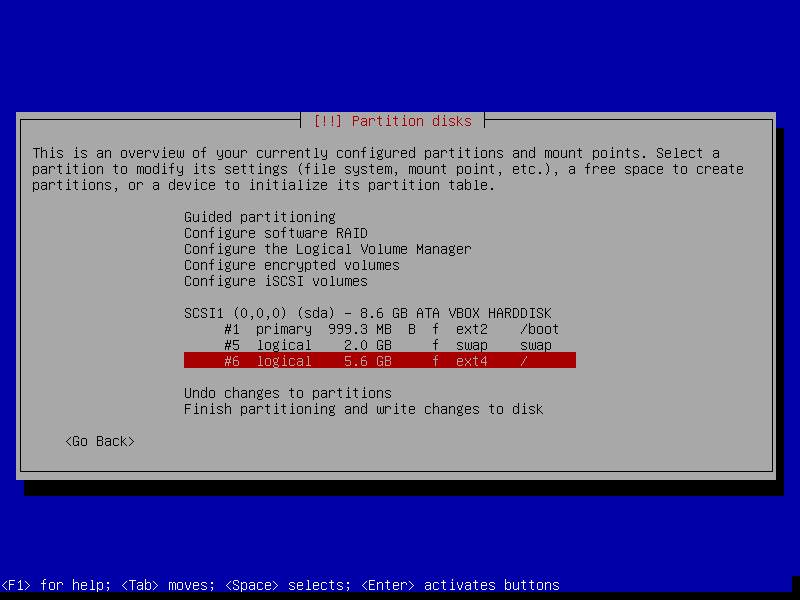 [!!] Partition disks
This is an overview of your currently configured partitions and mount points. Select a
partition to modify its settings (file system, mount point, etc.), a free space to create
partitions, or a device to initialize its partition table.
Guided partitioning
Configure software RAID
Configure the Logical Volume Manager
Configure encrypted volumes
Configure iSCSI volumes
SCSI1 (0,0,0) (sda) - 8.6 GB ATA VBOX HARDDISK
#1 primary 999.3 MB B f ext2 /boot
#5 logical 2.0 GB f swap swap
#6 logical 5.6 GB f ext4 /
Undo changes to partitions
Finish partitioning and write changes to disk
<Go Back>
<F1> for help; <Tab> moves; <Space> selects; <Enter> activates buttons